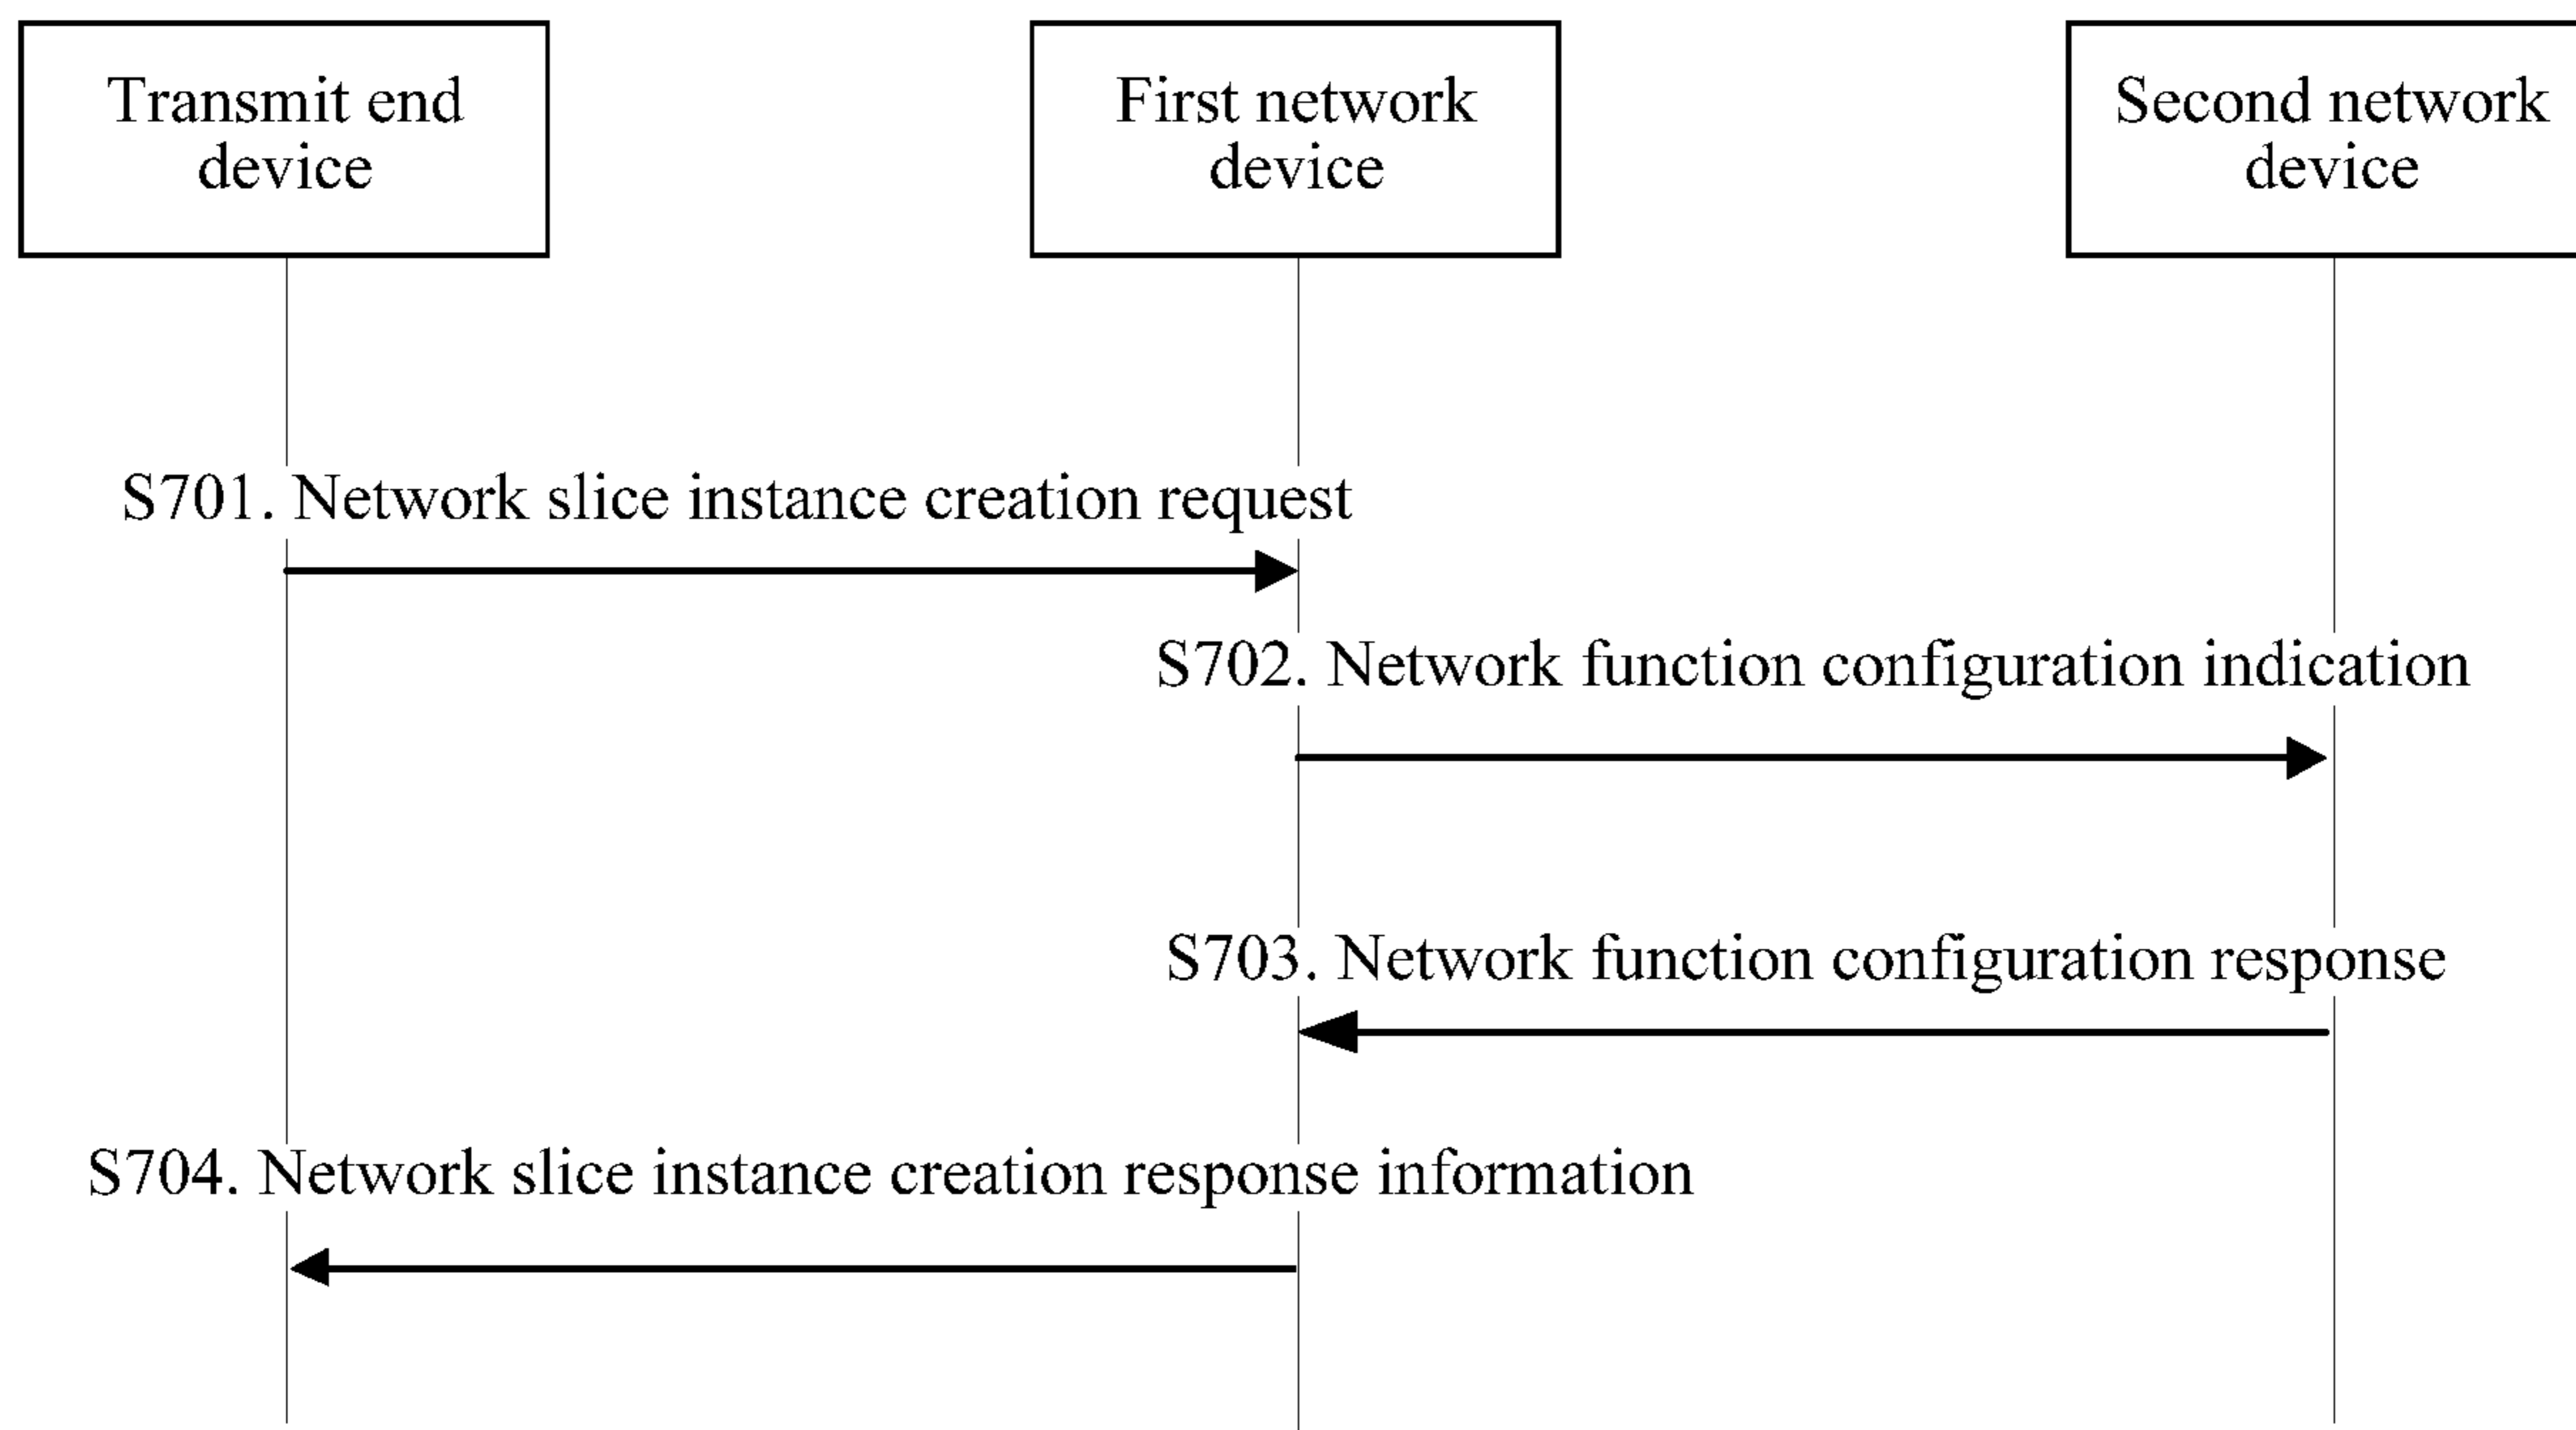 Transmit end
device
First network
device
Second network
device
S701. Network slice instance creation request
S702. Network function configuration indication
S703. Network function configuration response
S704. Network slice instance creation response information